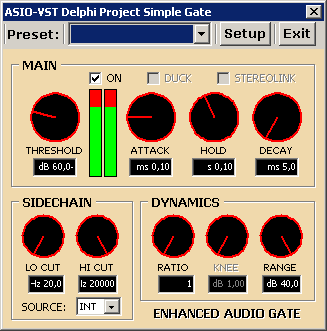 ASIO-VST Delphi Project Simple Gate
Preset: Setup Exit
MAIN
ON DUCK STEREOLINK
THRESHOLD ATTACK HOLD DECAY
dB 60,0- ms 0,10 s 0,10 ms 5,0
SIDECHAIN DYNAMICS
LO CUT HI CUT RATIO KNEE RANGE
Hz 20,0 Hz 20000 1 dB 1,00 dB 40,0
SOURCE: INT
ENHANCED AUDIO GATE